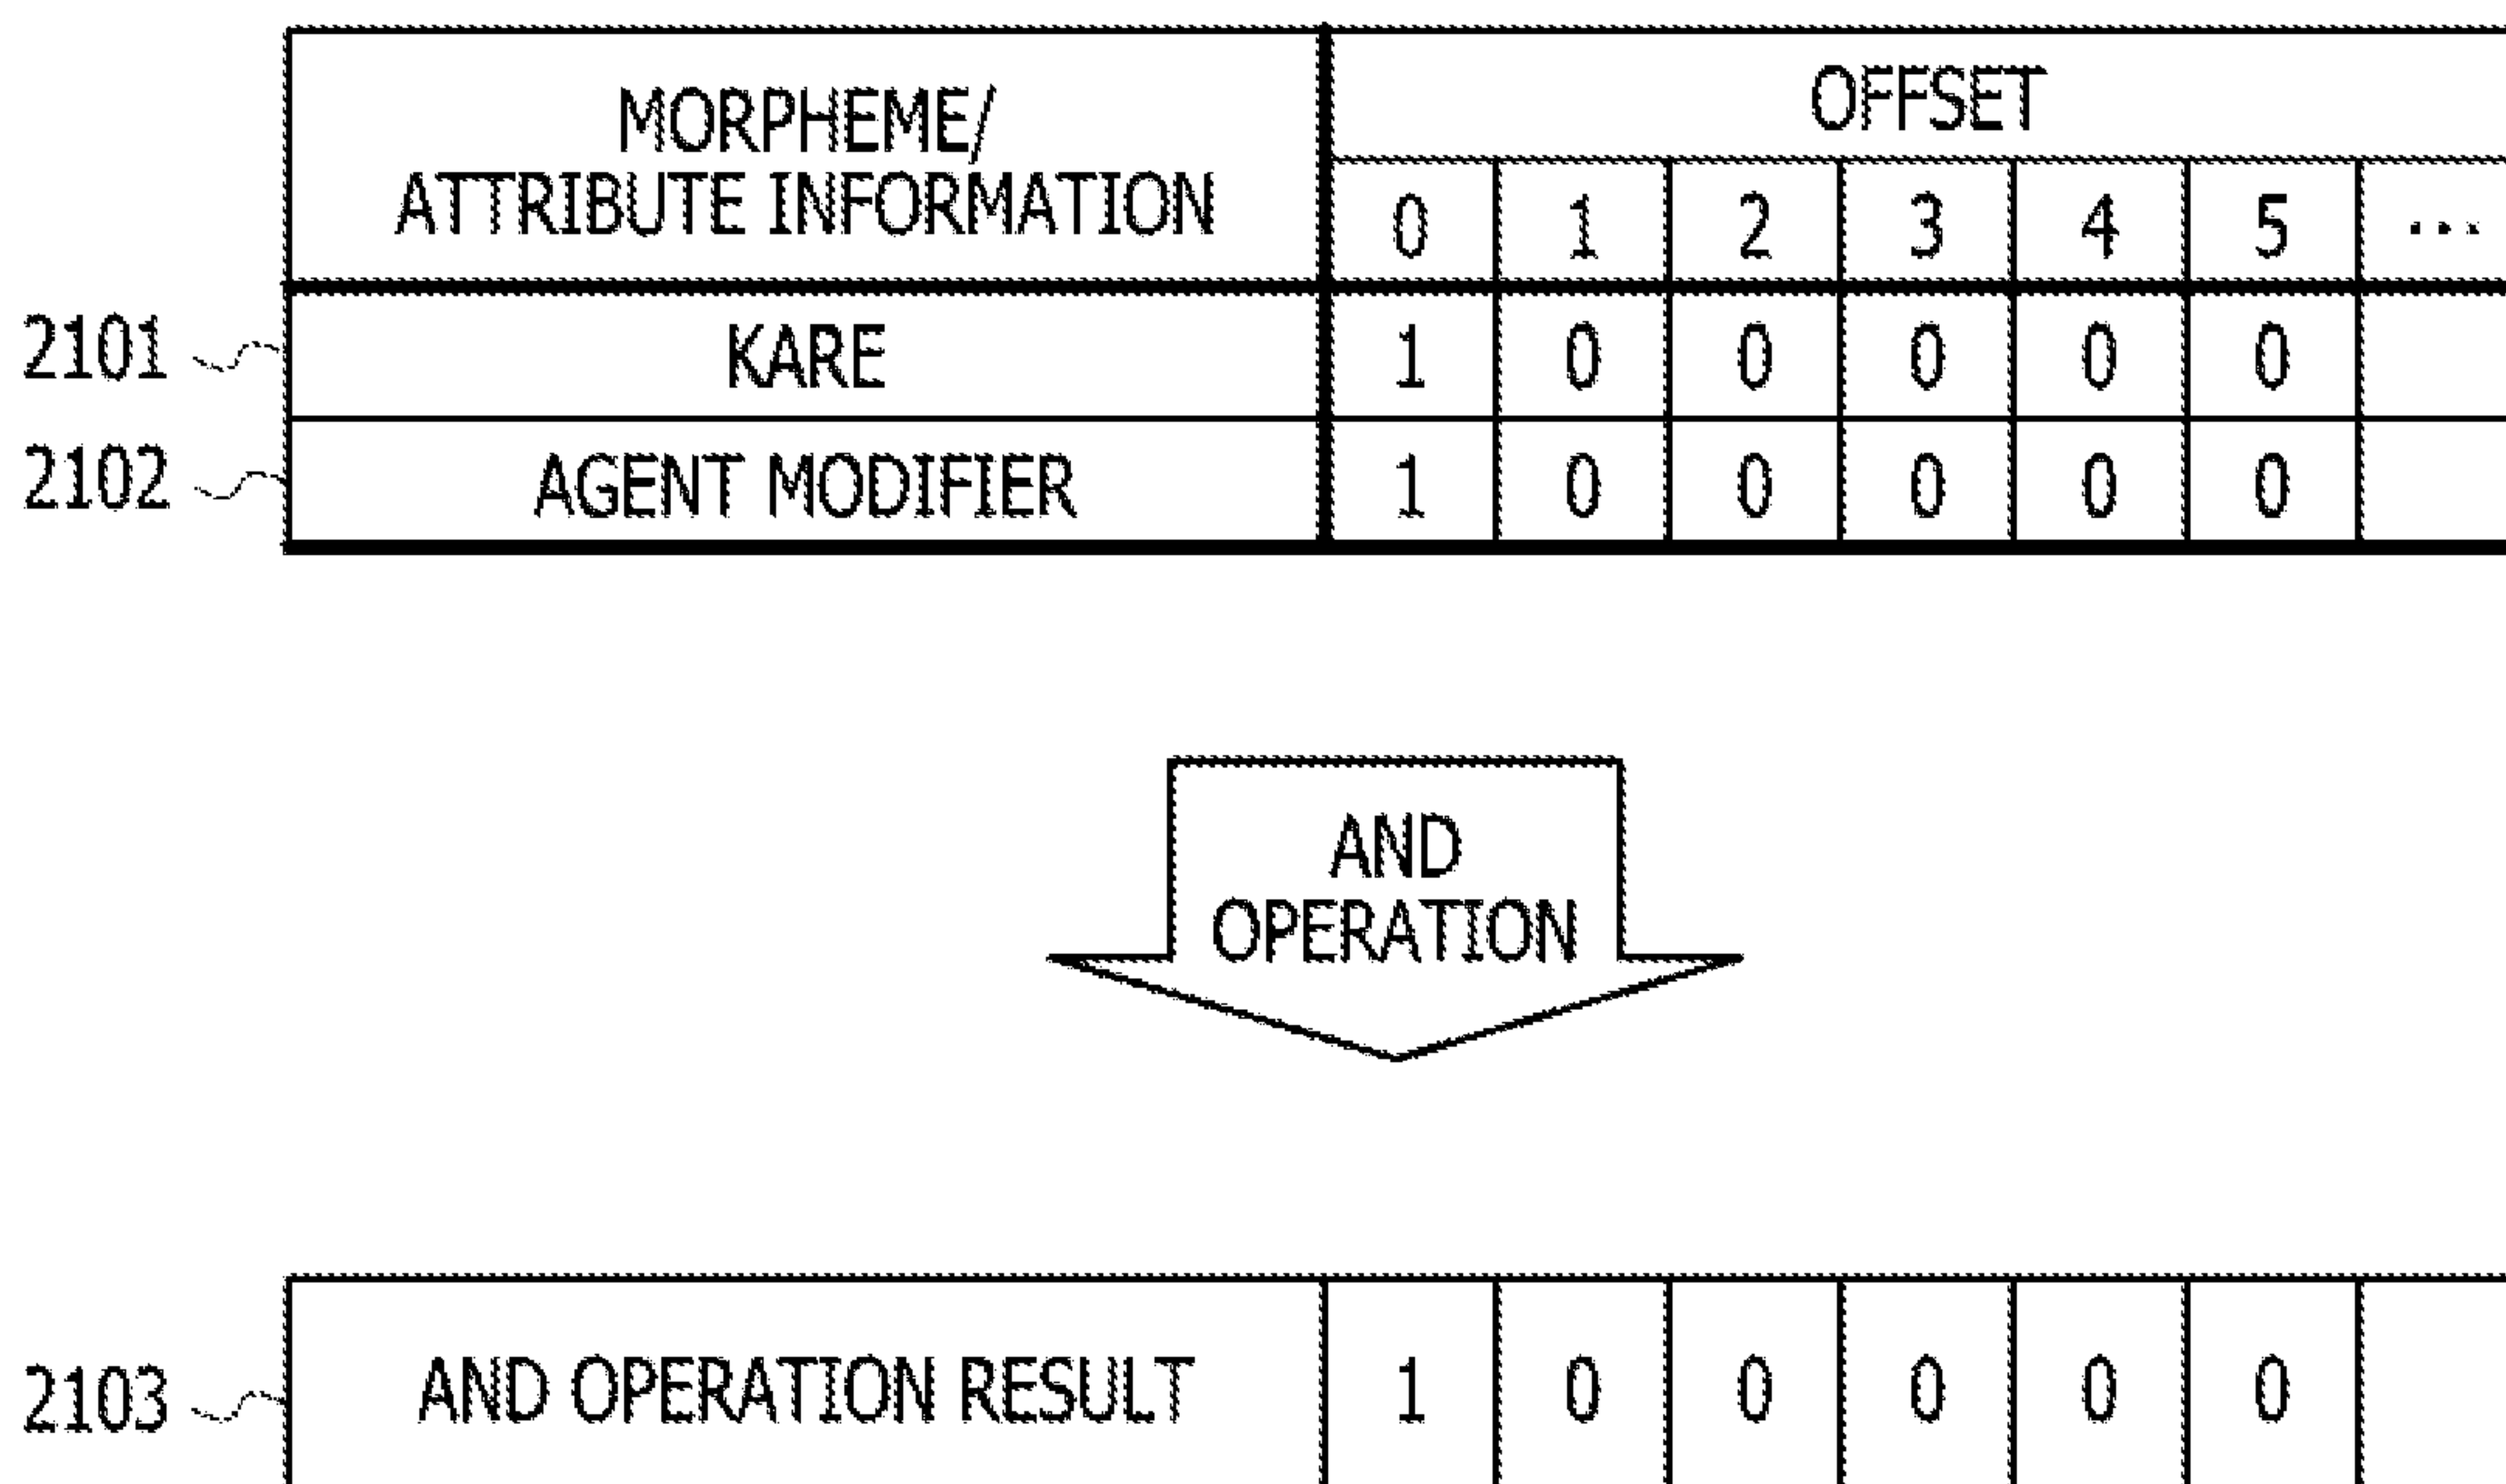 MORPHEME/
ATTRIBUTE INFORMATION
OFFSET
0 1 2 3 4 5 ...
2101 KARE 1 0 0 0 0 0
2102 AGENT MODIFIER 1 0 0 0 0 0
AND
OPERATION
2103 AND OPERATION RESULT 1 0 0 0 0 0